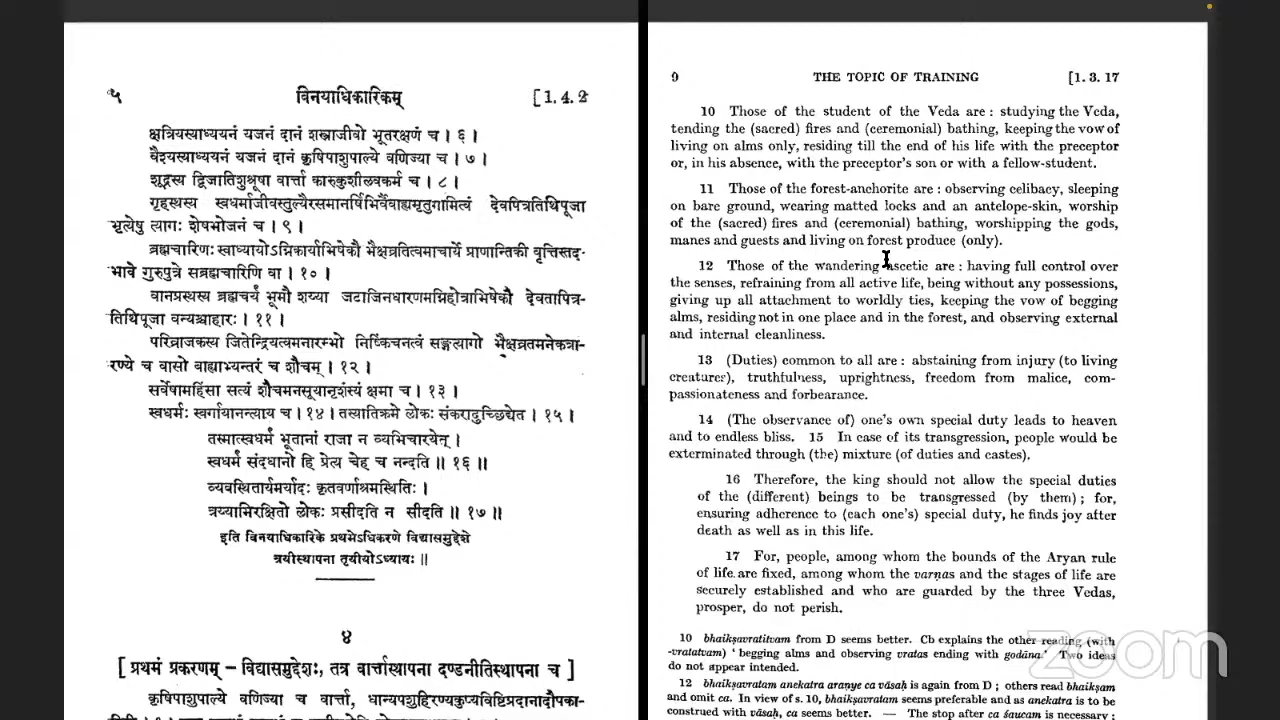 ५ विनयाधिकारिकम् [ 1. 4. 2
क्षत्रियस्याध्ययनं यजनं दानं शस्त्राजीवो भूतरक्षणं च । ६ ।
वैश्यस्याध्ययनं यजनं दानं कृषिपाशुपाल्ये वणिज्या च । ७ ।
शूद्रस्य द्विजातिशुश्रूषा वार्त्ता कारुकुशीलवकर्म च । ८ ।
गृहस्थस्य स्वधर्माजीवस्तुल्यैरसमानर्षिभिर्वैवाह्यमृतुगामित्वं देवपित्रतिथिपूजा
भृत्येषु त्यागः शेषभोजनं च । ९ ।
ब्रह्मचारिणः स्वाध्यायोऽग्निकार्याभिषेकौ भैक्षव्रतित्वमाचार्ये प्राणान्तिकी वृत्तिस्तद-
भावे गुरुपुत्रे सब्रह्मचारिणि वा । १० ।
वानप्रस्थस्य ब्रह्मचर्यं भूमौ शय्या जटाजिनधारणमग्निहोत्राभिषेकौ देवतापित्र-
तिथिपूजा वन्यश्चाहारः । ११ ।
परिव्राजकस्य जितेन्द्रियत्वमनारम्भो निष्किंचनत्वं सङ्गत्यागो भैक्षव्रतमनेकत्रा-
रण्ये च वासो बाह्याभ्यन्तरं च शौचम् । १२ ।
सर्वेषामहिंसा सत्यं शौचमनसूयानृशंस्यं क्षमा च । १३ ।
स्वधर्मः स्वर्गायानन्त्याय च । १४ । तस्यातिक्रमे लोकः संकरादुच्छिद्येत । १५ ।
तस्मात्स्वधर्मं भूतानां राजा न व्यभिचारयेत् ।
स्वधर्मं संदधानो हि प्रेत्य चेह च नन्दति ॥ १६ ॥
व्यवस्थितार्यमर्यादः कृतवर्णाश्रमस्थितिः ।
त्रय्याभिरक्षितो लोकः प्रसीदति न सीदति ॥ १७ ॥
इति विनयाधिकारिके प्रथमेऽधिकरणे विद्यासमुद्देशे
त्रयीस्थापना तृतीयोऽध्यायः ॥
४
[ प्रथमं प्रकरणम् – विद्यासमुद्देशः, तत्र वार्त्तास्थापना दण्डनीतिस्थापना च ]
कृषिपाशुपाल्ये वणिज्या च वार्त्ता, धान्यपशुहिरण्यकुप्यविष्टिप्रदानादौपका-
9 THE TOPIC OF TRAINING [1. 3. 17
10 Those of the student of the Veda are : studying the Veda,
tending the (sacred) fires and (ceremonial) bathing, keeping the vow of
living on alms only, residing till the end of his life with the preceptor
or, in his absence, with the preceptor's son or with a fellow-student.
11 Those of the forest-anchorite are : observing celibacy, sleeping
on bare ground, wearing matted locks and an antelope-skin, worship
of the (sacred) fires and (ceremonial) bathing, worshipping the gods,
manes and guests and living on forest produce (only).
12 Those of the wandering ascetic are : having full control over
the senses, refraining from all active life, being without any possessions,
giving up all attachment to worldly ties, keeping the vow of begging
alms, residing not in one place and in the forest, and observing external
and internal cleanliness.
13 (Duties) common to all are : abstaining from injury (to living
creatures), truthfulness, uprightness, freedom from malice, com-
passionateness and forbearance.
14 (The observance of) one's own special duty leads to heaven
and to endless bliss. 15 In case of its transgression, people would be
exterminated through (the) mixture (of duties and castes).
16 Therefore, the king should not allow the special duties
of the (different) beings to be transgressed (by them) ; for,
ensuring adherence to (each one's) special duty, he finds joy after
death as well as in this life.
17 For, people, among whom the bounds of the Aryan rule
of life are fixed, among whom the varṇas and the stages of life are
securely established and who are guarded by the three Vedas,
prosper, do not perish.
10 bhaikṣavratitvam from D seems better. Cb explains the other reading (with
-vratatvam) ' begging alms and observing vratas ending with godāna.' Two ideas
do not appear intended.
12 bhaikṣavratam anekatra araṇye ca vāsaḥ is again from D ; others read bhaikṣam
and omit ca. In view of s. 10, bhaikṣavratam seems preferable and as anekatra is to be
construed with vāsaḥ, ca seems better. — The stop after ca śaucam is necessary :
zoom